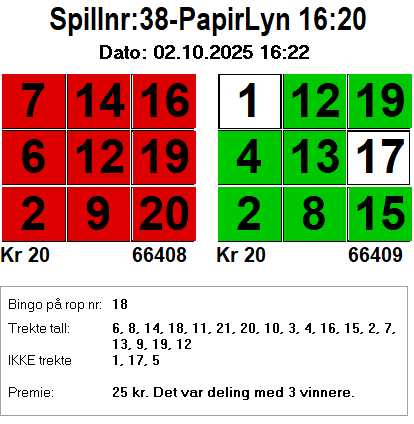 Spillnr:38-PapirLyn 16:20
Dato: 02.10.2025 16:22
7 14 16 1 12 19
6 12 19 4 13 17
2 9 20 2 8 15
Kr 20 66408 Kr 20 66409
Bingo på rop nr: 18
Trekte tall: 6, 8, 14, 18, 11, 21, 20, 10, 3, 4, 16, 15, 2, 7,
13, 9, 19, 12
IKKE trekte 1, 17, 5
Premie: 25 kr. Det var deling med 3 vinnere.